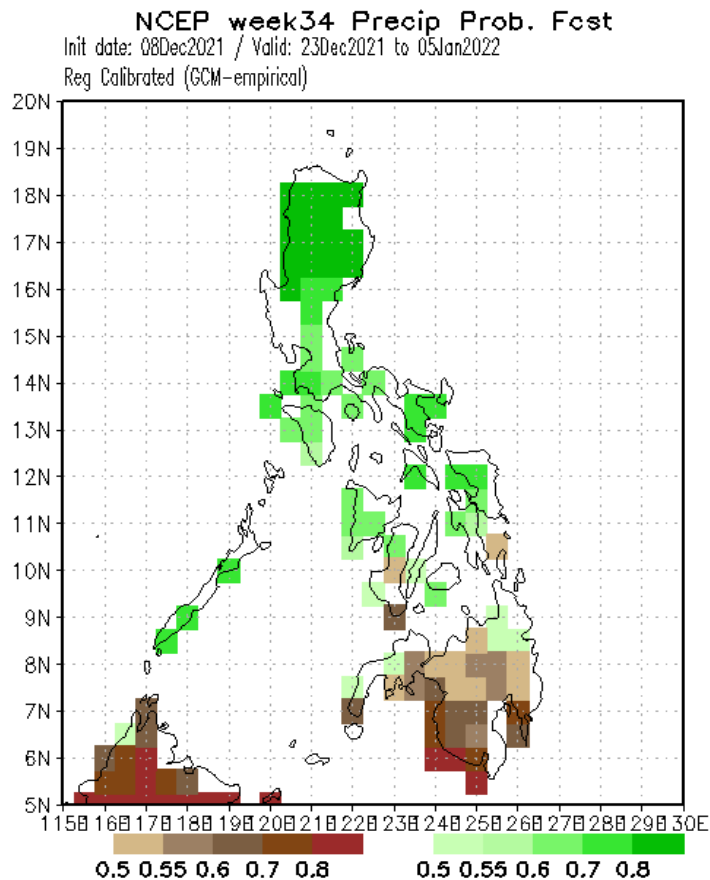 NCEP week34 Precip Prob. Fcst
Init date: 08Dec2021 / Valid: 23Dec2021 to 05Jan2022
Reg Calibrated (GCM-empirical)
20N
19N
18N
17N
16N
15N
14N
13N
12N
11N
10N
9N
8N
7N
6N
5N
0.5 0.55 0.6 0.7 0.8 0.5 0.55 0.6 0.7 0.8